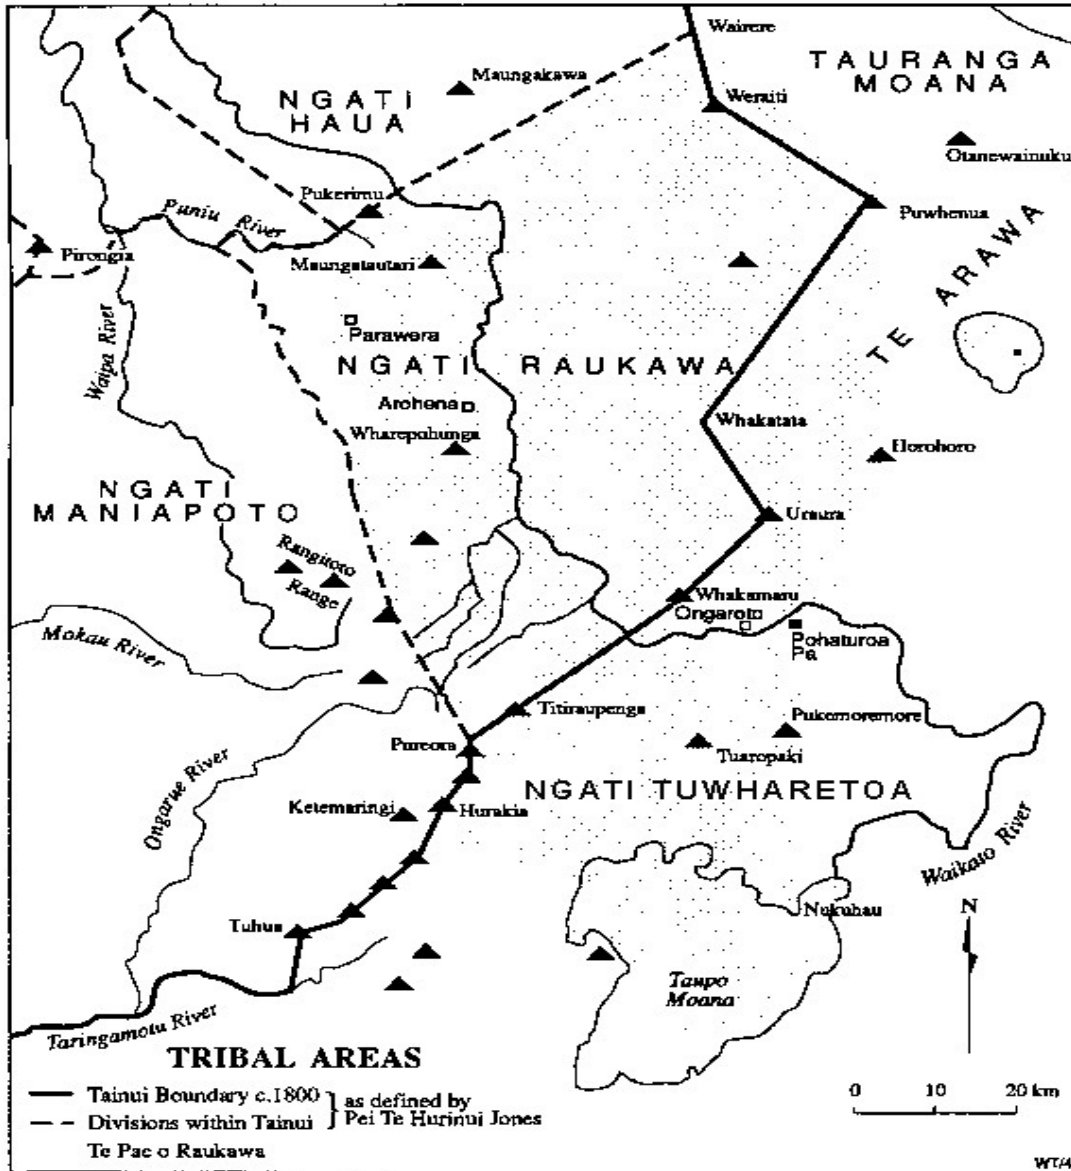 Wairere
TAURANGA
MOANA
Maungakawa
Weraiti
NGATI
HAUA
Otanewainuku
Pukerimu
Puniu River
Puwhenua
Pirongia
Maungatautari
TE ARAWA
Parawera
Waipa River
NGATI RAUKAWA
Arohena
Whakatata
Wharepuhunga
Horohoro
NGATI
MANIAPOTO
Uraura
Rangitoto
Range
Whakamaru
Ongaroto
Mokau River
Pohaturoa
Pa
Titiraupenga
Pukemoremore
Pureora
Tuaropaki
Ongarue River
NGATI TUWHARETOA
Ketemaringi
Hurakia
Waikato River
Nukuhau
N
Tuhua
Taupo
Moana
Taringamotu River
TRIBAL AREAS
Tainui Boundary c.1800
Divisions within Tainui
as defined by
Pei Te Hurinui Jones
Te Pae o Raukawa
0 10 20 km